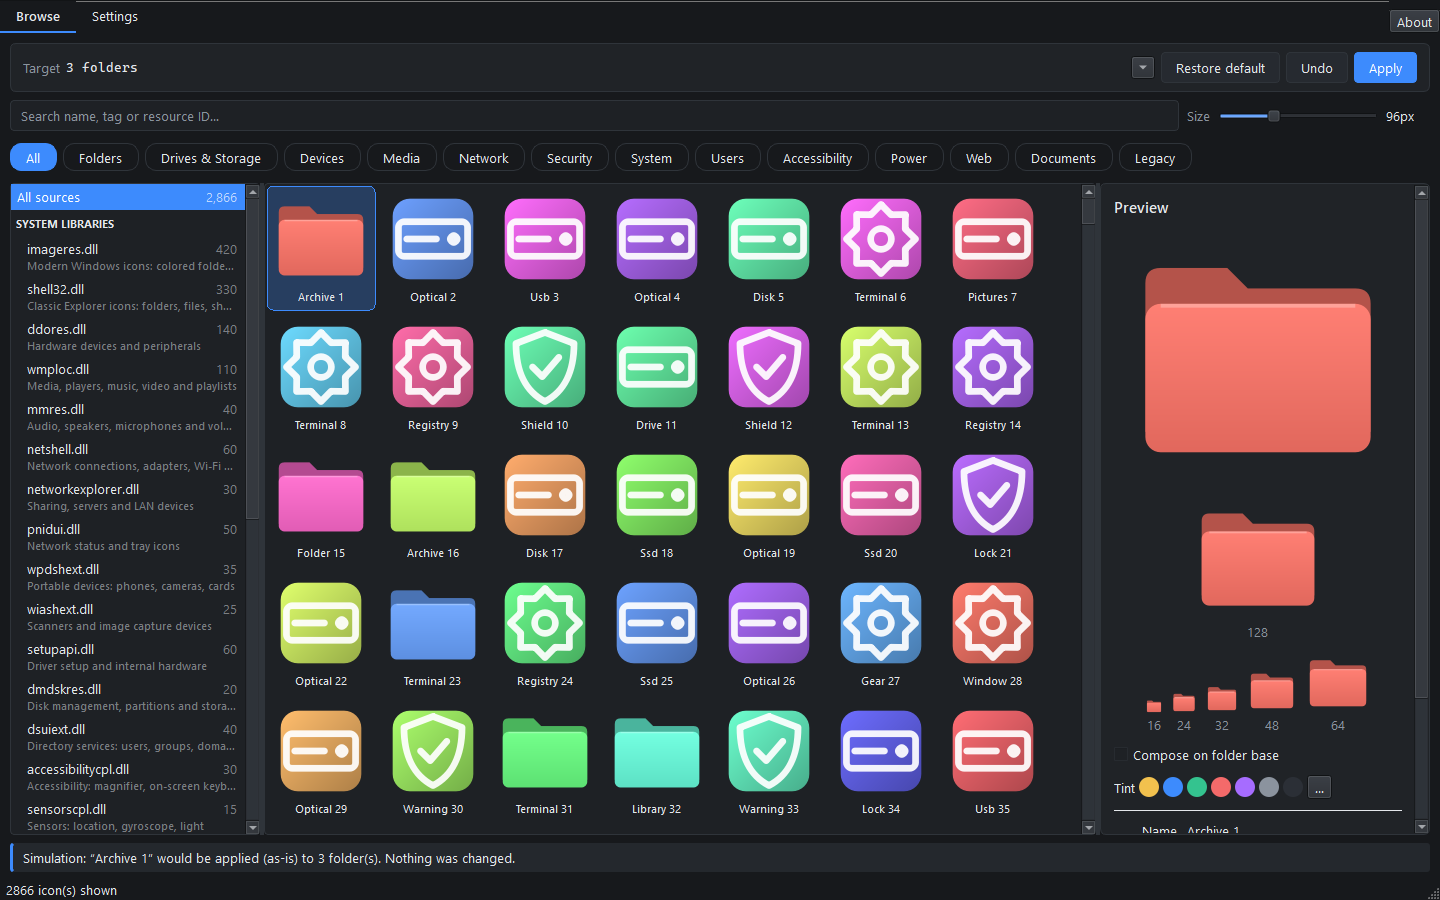 Browse
Settings
About
Target 3 folders
Restore default
Undo
Apply
Search name, tag or resource ID...
Size
96px
All
Folders
Drives & Storage
Devices
Media
Network
Security
System
Users
Accessibility
Power
Web
Documents
Legacy
All sources 2,866
SYSTEM LIBRARIES
imageres.dll 420
Modern Windows icons: colored folde...
shell32.dll 330
Classic Explorer icons: folders, files, sh...
ddores.dll 140
Hardware devices and peripherals
wmploc.dll 110
Media, players, music, video and playlists
mmres.dll 40
Audio, speakers, microphones and vol...
netshell.dll 60
Network connections, adapters, Wi-Fi ...
networkexplorer.dll 30
Sharing, servers and LAN devices
pnidui.dll 50
Network status and tray icons
wpdshext.dll 35
Portable devices: phones, cameras, cards
wiashext.dll 25
Scanners and image capture devices
setupapi.dll 60
Driver setup and internal hardware
dmdskres.dll 20
Disk management, partitions and stora...
dsuiext.dll 40
Directory services: users, groups, doma...
accessibilitycpl.dll 30
Accessibility: magnifier, on-screen keyb...
sensorscpl.dll 15
Sensors: location, gyroscope, light
Archive 1
Optical 2
Usb 3
Optical 4
Disk 5
Terminal 6
Pictures 7
Terminal 8
Registry 9
Shield 10
Drive 11
Shield 12
Terminal 13
Registry 14
Folder 15
Archive 16
Disk 17
Ssd 18
Optical 19
Ssd 20
Lock 21
Optical 22
Terminal 23
Registry 24
Ssd 25
Optical 26
Gear 27
Window 28
Optical 29
Warning 30
Terminal 31
Library 32
Warning 33
Lock 34
Usb 35
Preview
128
16
24
32
48
64
Compose on folder base
Tint
...
Name Archive 1
Simulation: “Archive 1” would be applied (as-is) to 3 folder(s). Nothing was changed.
2866 icon(s) shown